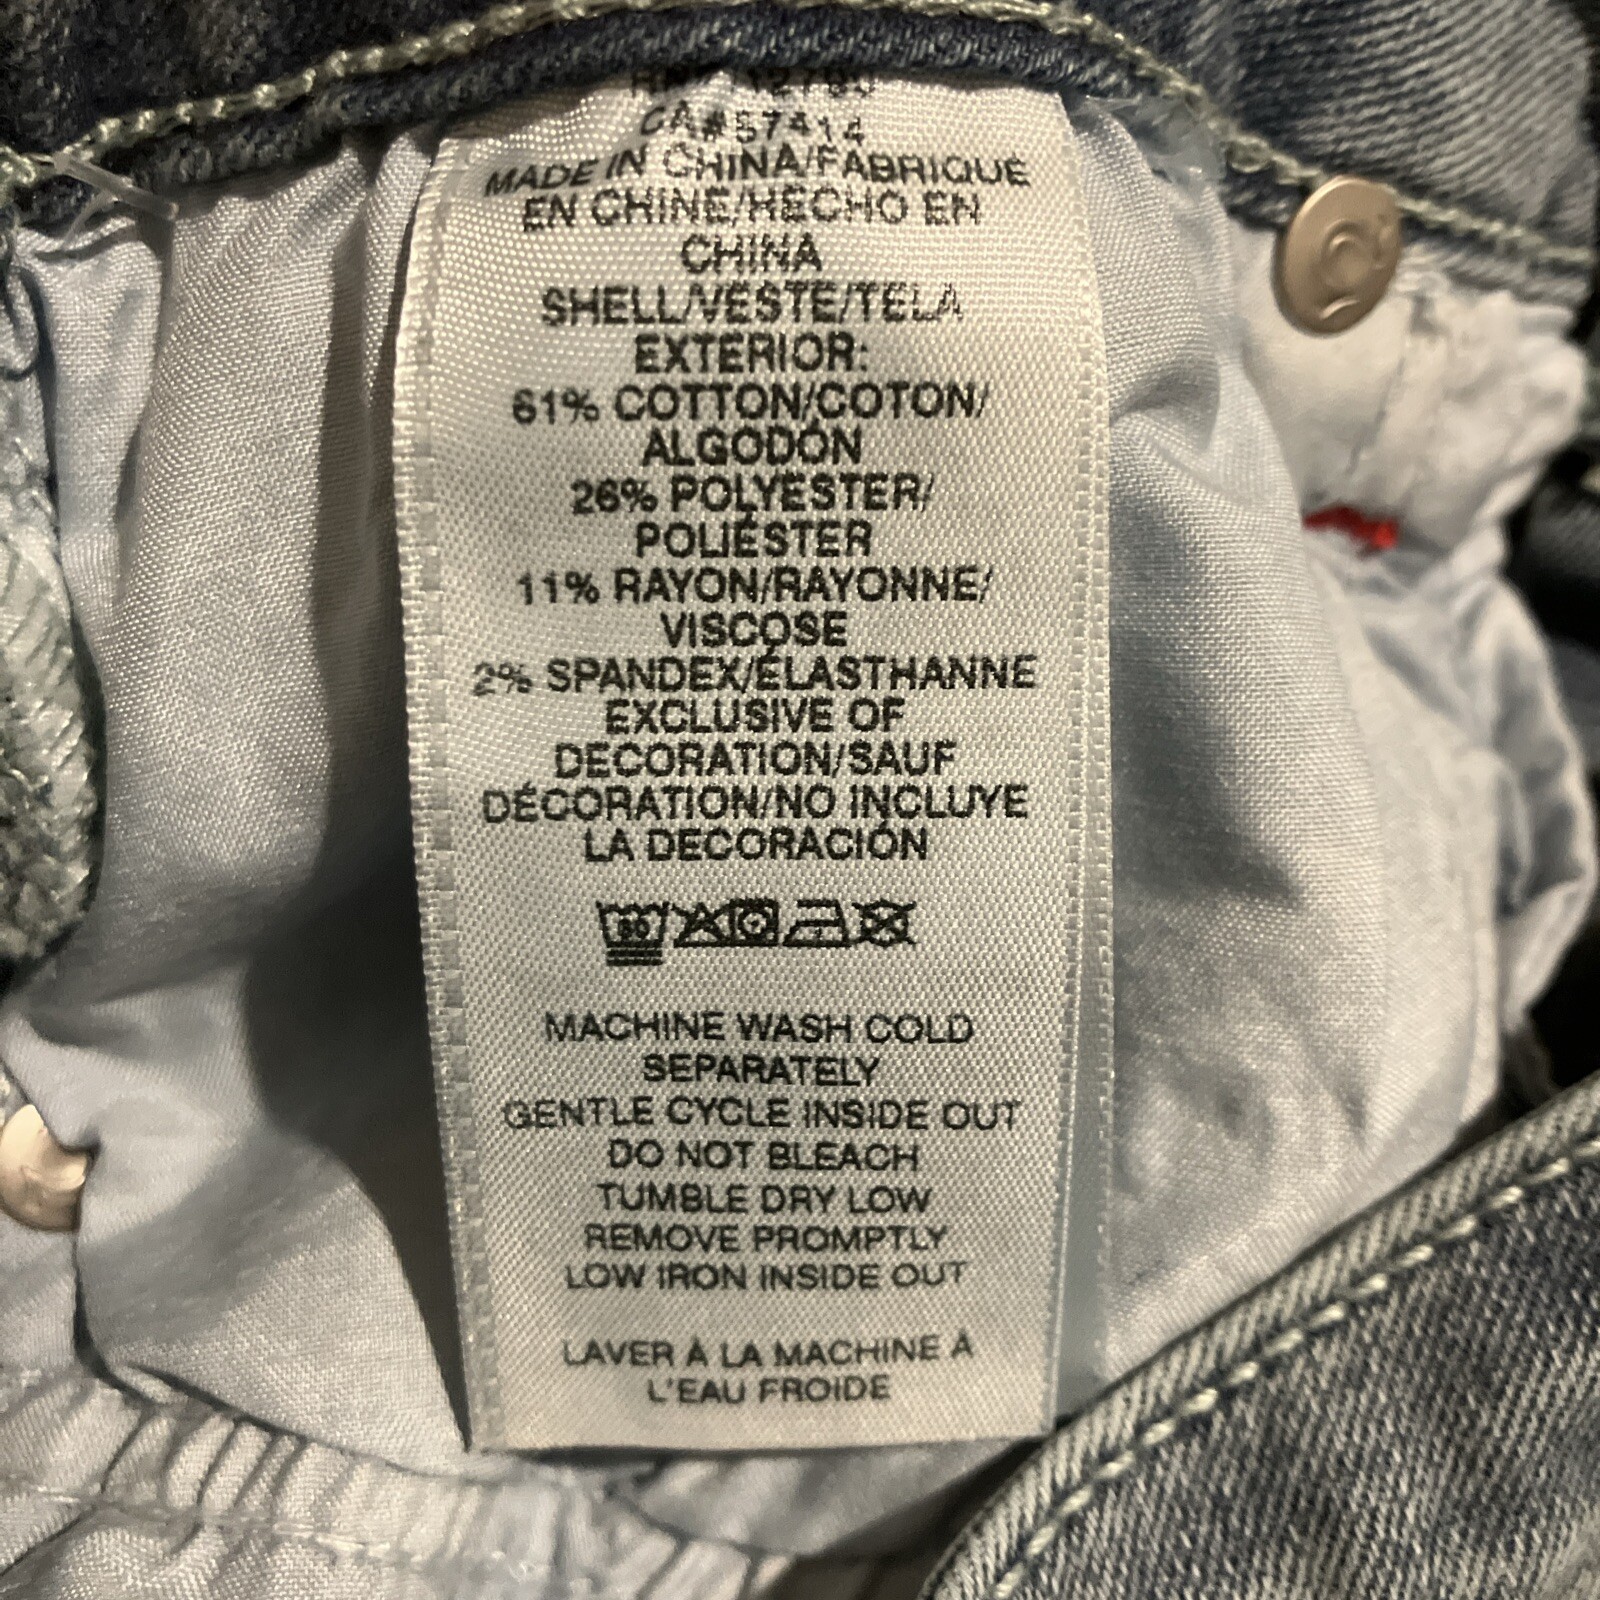 CA#57414
MADE IN CHINA/FABRIQUÉ
EN CHINE/HECHO EN
CHINA
SHELL/VESTE/TELA
EXTERIOR:
61% COTTON/COTON/
ALGODÓN
26% POLYESTER/
POLIÉSTER
11% RAYON/RAYONNE/
VISCOSE
2% SPANDEX/ÉLASTHANNE
EXCLUSIVE OF
DECORATION/SAUF
DÉCORATION/NO INCLUYE
LA DECORACIÓN
30
MACHINE WASH COLD
SEPARATELY
GENTLE CYCLE INSIDE OUT
DO NOT BLEACH
TUMBLE DRY LOW
REMOVE PROMPTLY
LOW IRON INSIDE OUT
LAVER À LA MACHINE À
L'EAU FROIDE